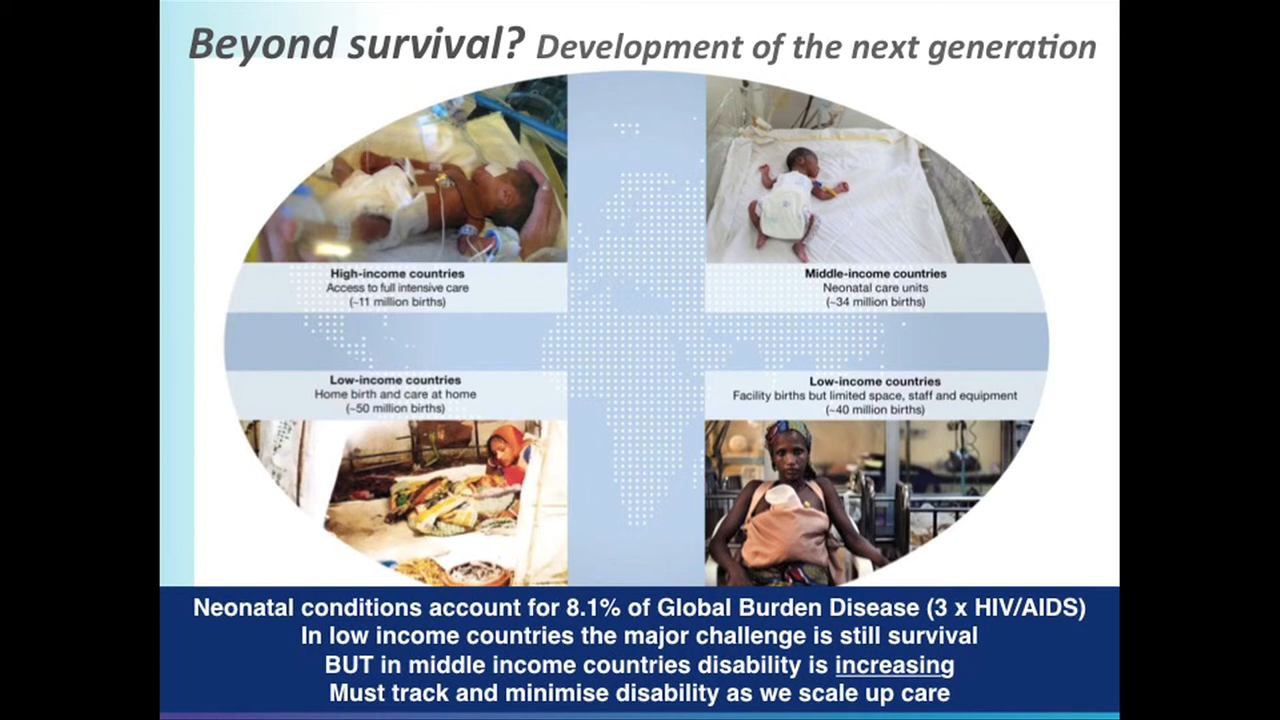 Beyond survival? Development of the next generation
High-income countries
Access to full intensive care
(~11 million births)
Middle-income countries
Neonatal care units
(~34 million births)
Low-income countries
Home birth and care at home
(~50 million births)
Low-income countries
Facility births but limited space, staff and equipment
(~40 million births)
Neonatal conditions account for 8.1% of Global Burden Disease (3 x HIV/AIDS)
In low income countries the major challenge is still survival
BUT in middle income countries disability is increasing
Must track and minimise disability as we scale up care